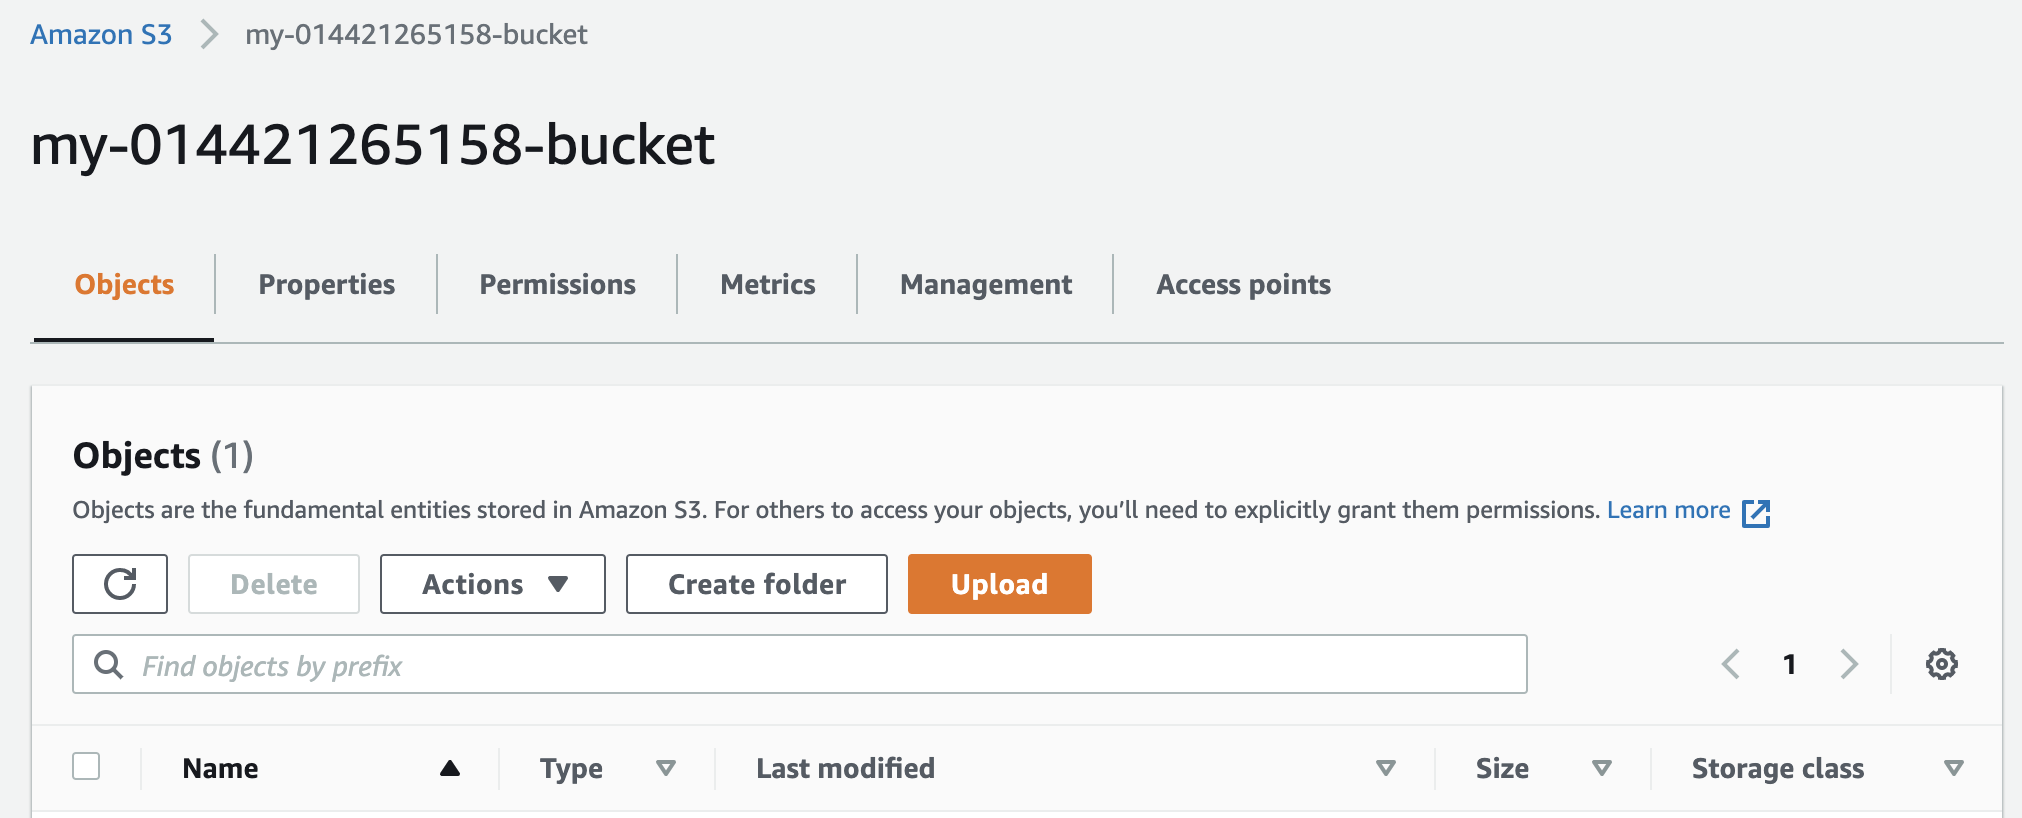 Amazon S3 my-014421265158-bucket
my-014421265158-bucket
Objects Properties Permissions Metrics Management Access points
Objects (1)
Objects are the fundamental entities stored in Amazon S3. For others to access your objects, you’ll need to explicitly grant them permissions. Learn more
Delete Actions Create folder Upload
Find objects by prefix 1
Name Type Last modified Size Storage class